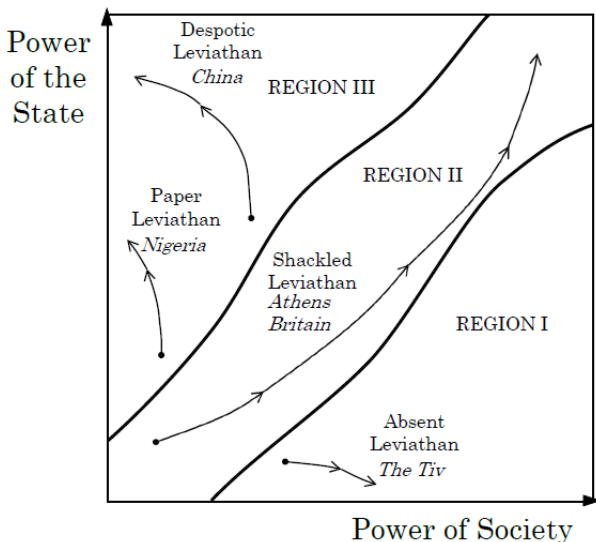 Power
of the
State
Despotic
Leviathan
China
REGION III
Paper
Leviathan
Nigeria
REGION II
Shackled
Leviathan
Athens
Britain
REGION I
Absent
Leviathan
The Tiv
Power of Society